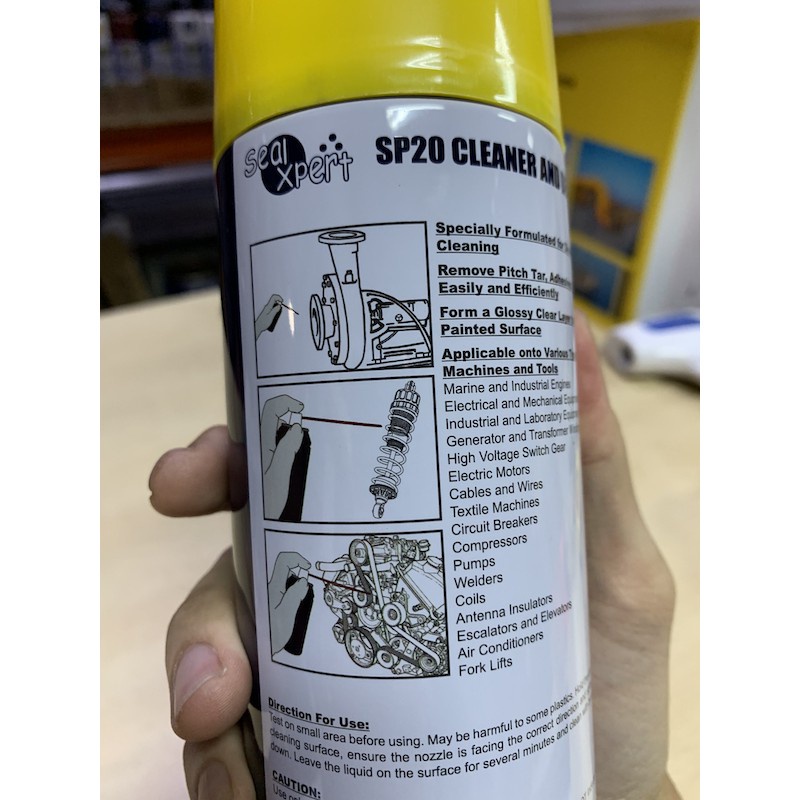 Seal
Xpert
SP20 CLEANER AND
Specially Formulated for
Cleaning
Remove Pitch Tar,
Easily and Efficiently
Form a Glossy Clear Layer
Painted Surface
Applicable onto Various
Machines and Tools
Marine and Industrial Engines
Electrical and Mechanical
Industrial and Laboratory
Generator and Transformer
High Voltage Switch Gear
Electric Motors
Cables and Wires
Textile Machines
Circuit Breakers
Compressors
Pumps
Welders
Coils
Antenna Insulators
Escalators and Elevators
Air Conditioners
Fork Lifts
Direction For Use:
Test on small area before using. May be harmful to some plastics.
cleaning surface, ensure the nozzle is facing the correct direction and
down. Leave the liquid on the surface for several minutes and clean
CAUTION: